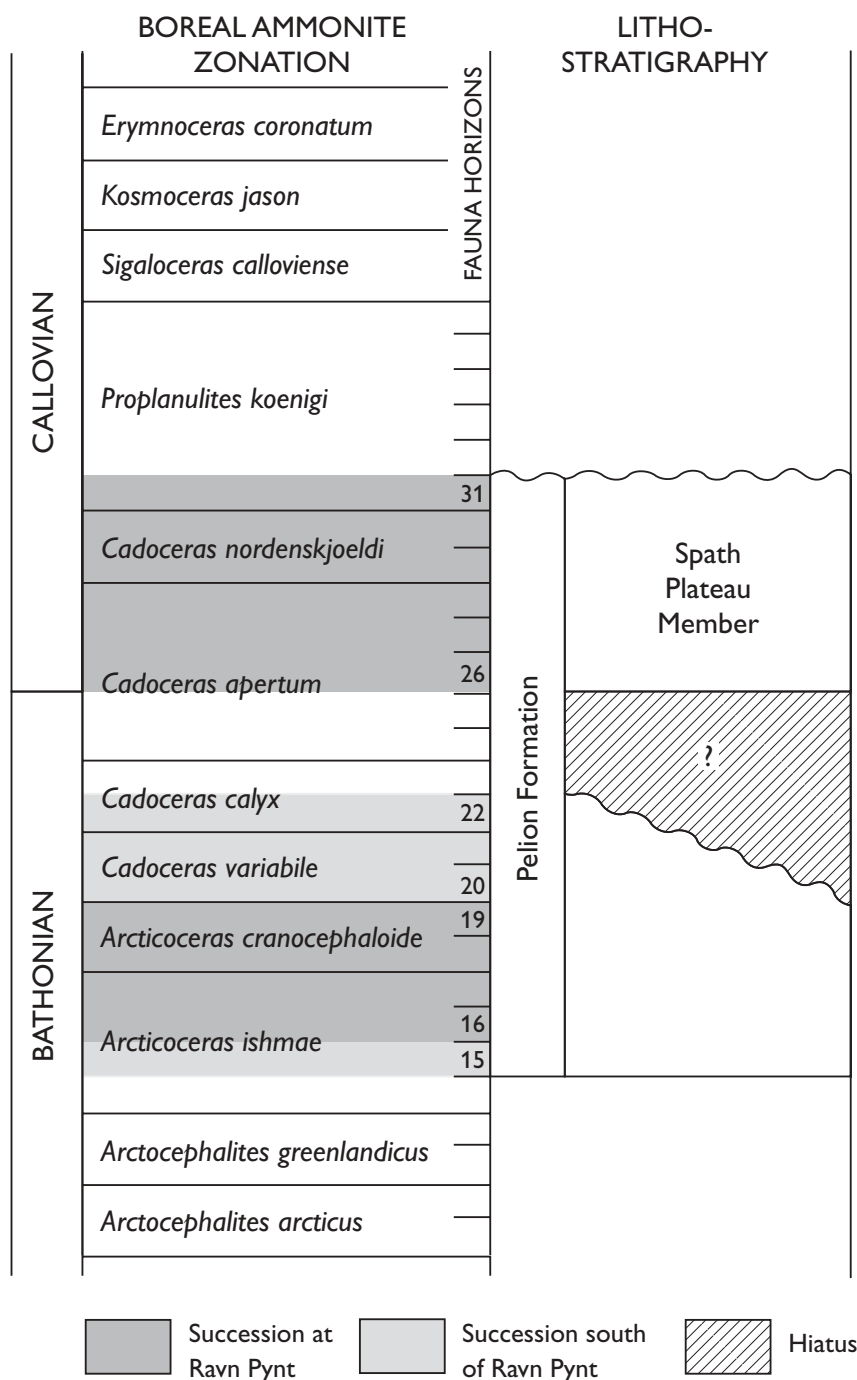 BOREAL AMMONITE
ZONATION
LITHO-
STRATIGRAPHY
FAUNA HORIZONS
CALLOVIAN
Erymnoceras coronatum
Kosmoceras jason
Sigaloceras calloviense
Proplanulites koenigi
31
Cadoceras nordenskjoeldi
Spath
Plateau
Member
26
Cadoceras apertum
Pelion Formation
?
BATHONIAN
Cadoceras calyx
22
Cadoceras variabile
20
19
Arcticoceras cranocephaloide
16
Arcticoceras ishmae
15
Arctocephalites greenlandicus
Arctocephalites arcticus
Succession at
Ravn Pynt
Succession south
of Ravn Pynt
Hiatus